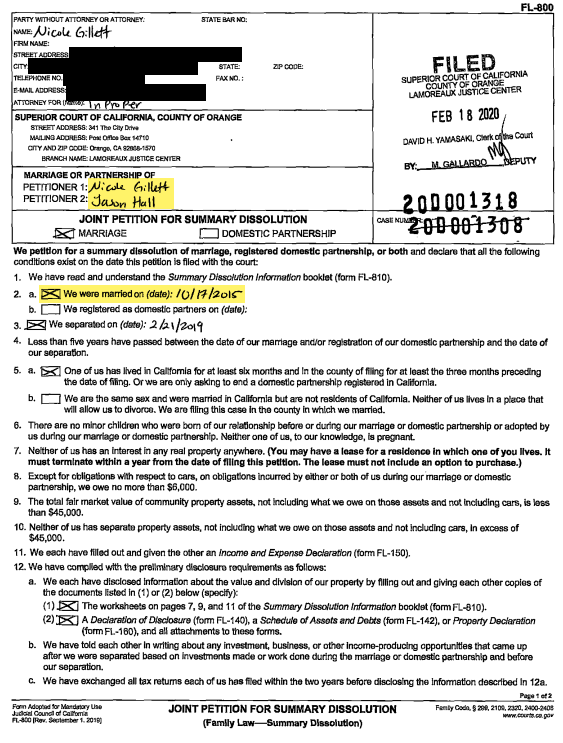 FL-800
PARTY WITHOUT ATTORNEY OR ATTORNEY: STATE BAR NO.:
NAME: Nicole Gillett
FIRM NAME:
STREET ADDRESS:
CITY: STATE: ZIP CODE:
TELEPHONE NO.: FAX NO.:
E-MAIL ADDRESS:
ATTORNEY FOR (name): In Pro Per
SUPERIOR COURT OF CALIFORNIA, COUNTY OF ORANGE
STREET ADDRESS: 341 The City Drive
MAILING ADDRESS: Post Office Box 14710
CITY AND ZIP CODE: Orange, CA 92868-1570
BRANCH NAME: LAMOREAUX JUSTICE CENTER
MARRIAGE OR PARTNERSHIP OF
PETITIONER 1: Nicole Gillett
PETITIONER 2: Jason Hall
JOINT PETITION FOR SUMMARY DISSOLUTION
MARRIAGE DOMESTIC PARTNERSHIP
FILED
SUPERIOR COURT OF CALIFORNIA
COUNTY OF ORANGE
LAMOREAUX JUSTICE CENTER
FEB 18 2020
DAVID H. YAMASAKI, Clerk of the Court
BY: M. GALLARDO DEPUTY
20D001318
CASE NUMBER:
20D001308
We petition for a summary dissolution of marriage, registered domestic partnership, or both and declare that all the following
conditions exist on the date this petition is filed with the court:
1. We have read and understand the Summary Dissolution Information booklet (form FL-810).
2. a. We were married on (date): 10/17/2015
b. We registered as domestic partners on (date):
3. We separated on (date): 2/21/2019
4. Less than five years have passed between the date of our marriage and/or registration of our domestic partnership and the date of
our separation.
5. a. One of us has lived in California for at least six months and in the county of filing for at least the three months preceding
the date of filing. Or we are only asking to end a domestic partnership registered in California.
b. We are the same sex and were married in California but are not residents of California. Neither of us lives in a place that
will allow us to divorce. We are filing this case in the county in which we married.
6. There are no minor children who were born of our relationship before or during our marriage or domestic partnership or adopted by
us during our marriage or domestic partnership. Neither one of us, to our knowledge, is pregnant.
7. Neither of us has an interest in any real property anywhere. (You may have a lease for a residence in which one of you lives. It
must terminate within a year from the date of filing this petition. The lease must not include an option to purchase.)
8. Except for obligations with respect to cars, on obligations incurred by either or both of us during our marriage or domestic
partnership, we owe no more than $6,000.
9. The total fair market value of community property assets, not including what we owe on those assets and not including cars, is less
than $45,000.
10. Neither of us has separate property assets, not including what we owe on those assets and not including cars, in excess of
$45,000.
11. We each have filled out and given the other an Income and Expense Declaration (form FL-150).
12. We have complied with the preliminary disclosure requirements as follows:
a. We each have disclosed information about the value and division of our property by filling out and giving each other copies of
the documents listed in (1) or (2) below (specify):
(1) The worksheets on pages 7, 9, and 11 of the Summary Dissolution Information booklet (form FL-810).
(2) A Declaration of Disclosure (form FL-140), a Schedule of Assets and Debts (form FL-142), or Property Declaration
(form FL-160), and all attachments to these forms.
b. We have told each other in writing about any investment, business, or other income-producing opportunities that came up
after we were separated based on investments made or work done during the marriage or domestic partnership and before
our separation.
c. We have exchanged all tax returns each of us has filed within the two years before disclosing the information described in 12a.
Page 1 of 2
Form Adopted for Mandatory Use
Judicial Council of California
FL-800 [Rev. September 1, 2019]
JOINT PETITION FOR SUMMARY DISSOLUTION
(Family Law—Summary Dissolution)
Family Code, § 299, 2109, 2320, 2400-2406
www.courts.ca.gov